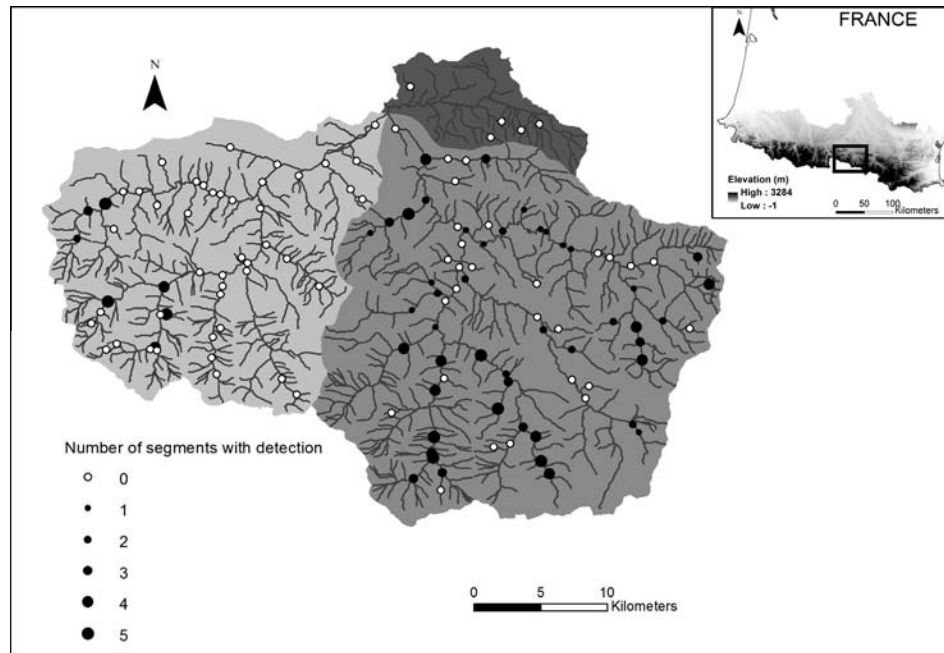 FRANCE
N
N
Elevation (m)
High : 3284
Low : -1
0 50 100
Kilometers
Number of segments with detection
0
1
2
3
4
5
0 5 10
Kilometers